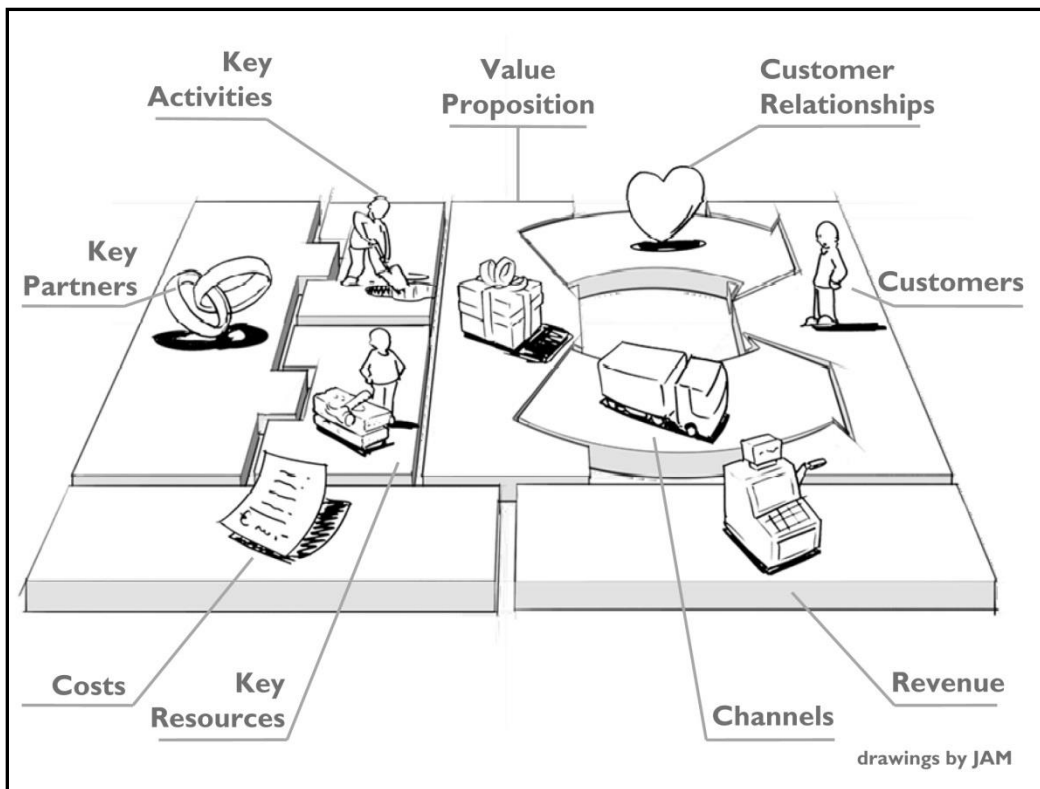 Key
Activities
Value
Proposition
Customer
Relationships
Key
Partners
Customers
Costs
Key
Resources
Channels
Revenue
drawings by JAM